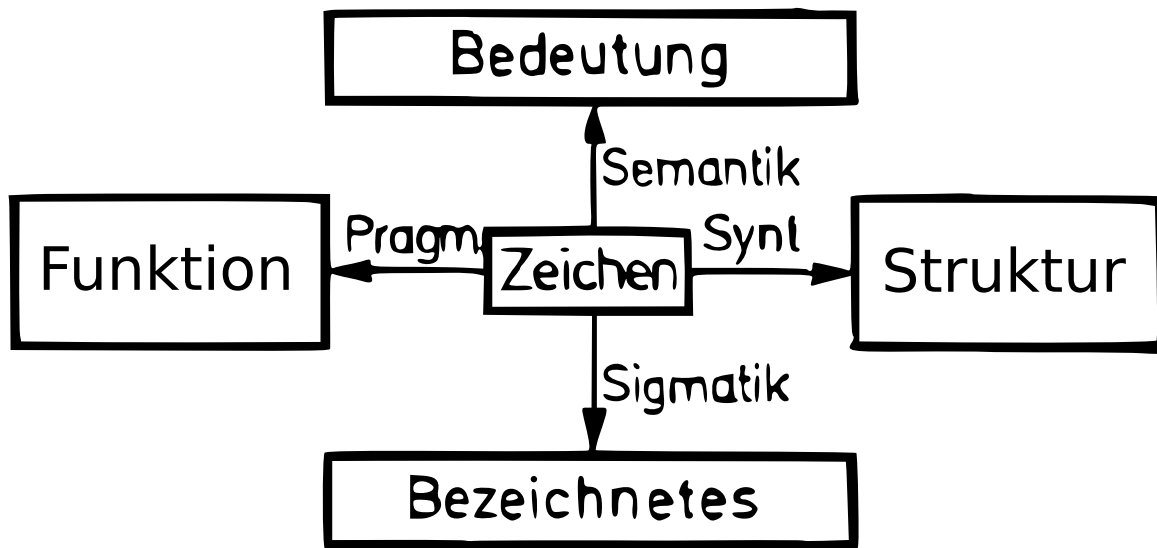 Bedeutung
Semantik
Pragm.
Synt
Funktion
Zeichen
Struktur
Sigmatik
Bezeichnetes